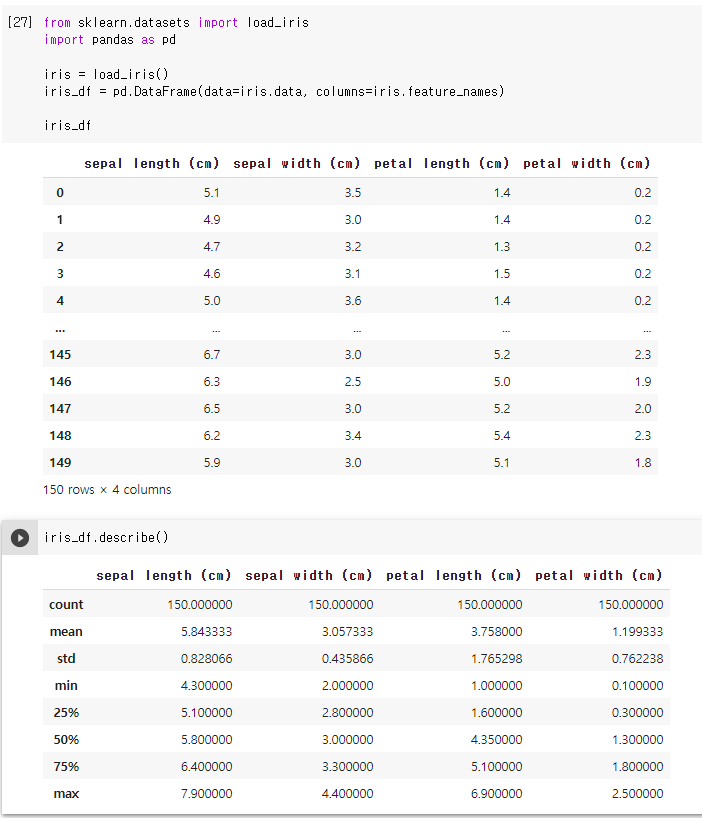 [27] from sklearn.datasets import load_iris
import pandas as pd
iris = load_iris()
iris_df = pd.DataFrame(data=iris.data, columns=iris.feature_names)
iris_df
sepal length (cm) sepal width (cm) petal length (cm) petal width (cm)
0 5.1 3.5 1.4 0.2
1 4.9 3.0 1.4 0.2
2 4.7 3.2 1.3 0.2
3 4.6 3.1 1.5 0.2
4 5.0 3.6 1.4 0.2
... ... ... ... ...
145 6.7 3.0 5.2 2.3
146 6.3 2.5 5.0 1.9
147 6.5 3.0 5.2 2.0
148 6.2 3.4 5.4 2.3
149 5.9 3.0 5.1 1.8
150 rows × 4 columns
iris_df.describe()
sepal length (cm) sepal width (cm) petal length (cm) petal width (cm)
count 150.000000 150.000000 150.000000 150.000000
mean 5.843333 3.057333 3.758000 1.199333
std 0.828066 0.435866 1.765298 0.762238
min 4.300000 2.000000 1.000000 0.100000
25% 5.100000 2.800000 1.600000 0.300000
50% 5.800000 3.000000 4.350000 1.300000
75% 6.400000 3.300000 5.100000 1.800000
max 7.900000 4.400000 6.900000 2.500000